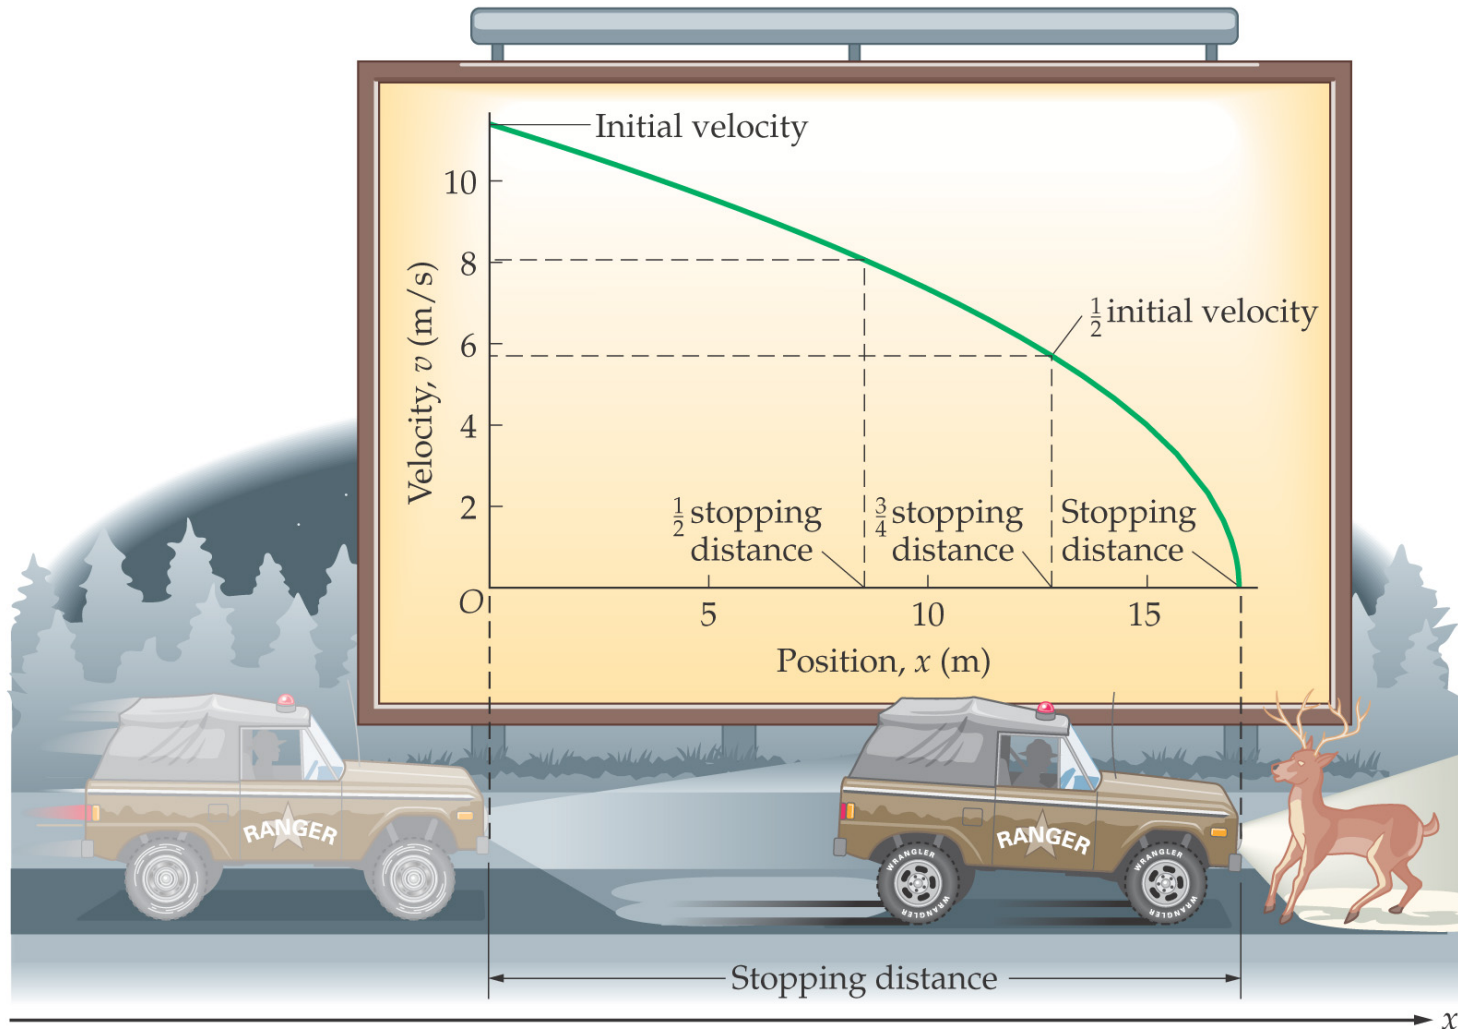 Initial velocity
10
8
6
4
2
O
Velocity, v (m/s)
½ initial velocity
½ stopping distance
¾ stopping distance
Stopping distance
5 10 15
Position, x (m)
RANGER
RANGER
WRANGLER
WRANGLER
WRANGLER
WRANGLER
Stopping distance
x